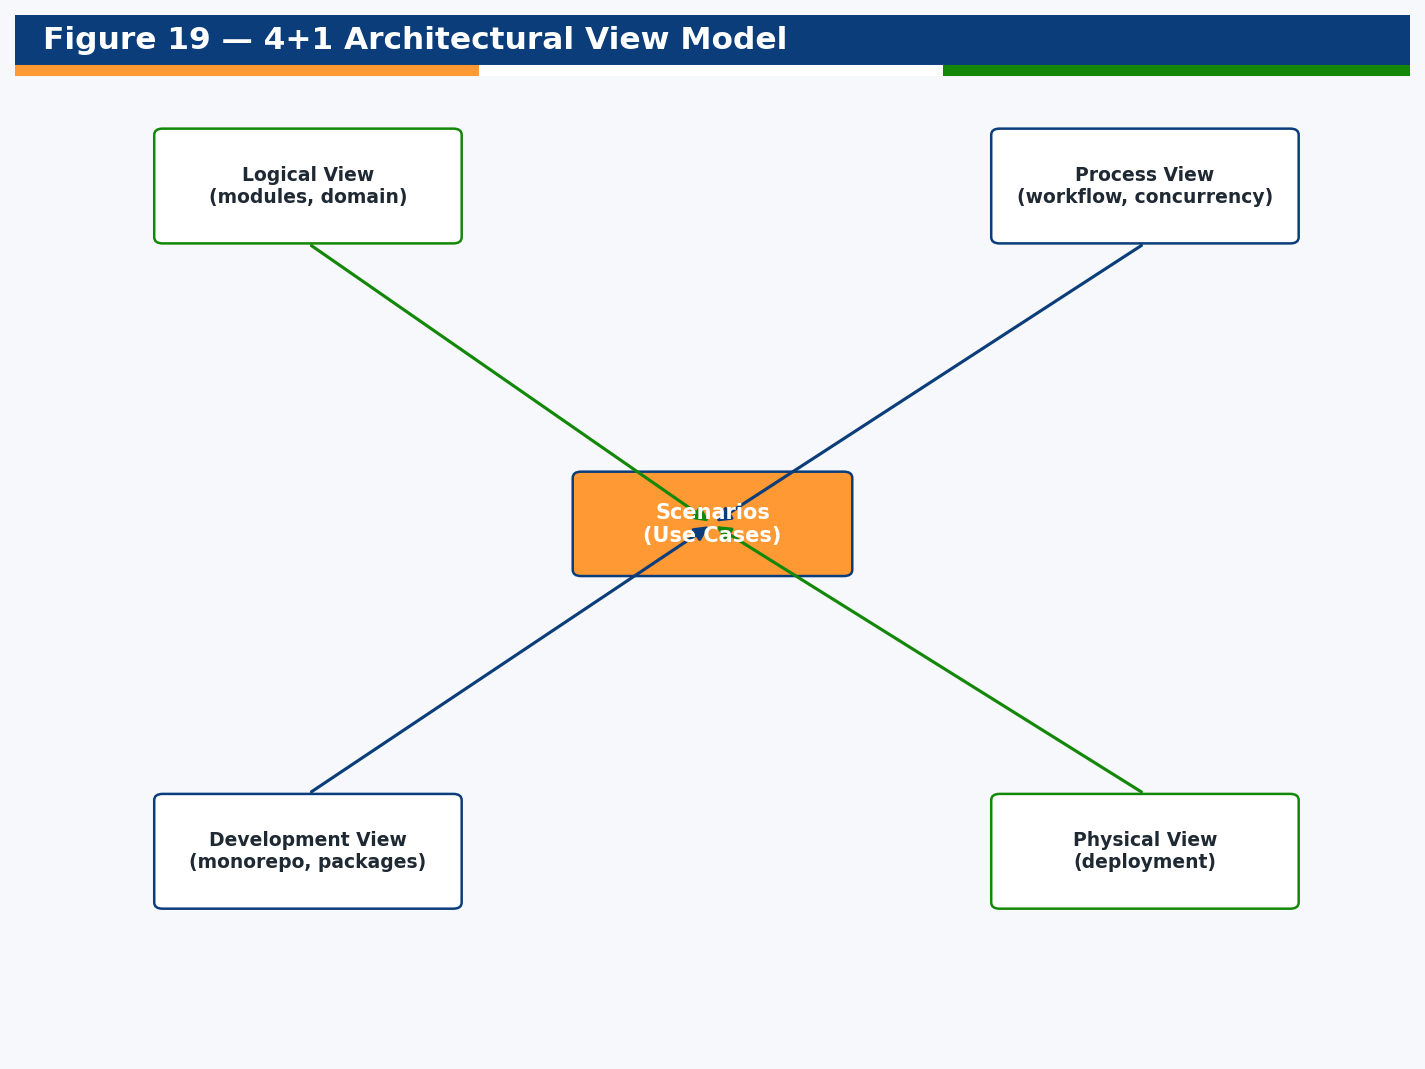 Figure 19 — 4+1 Architectural View Model
Logical View
(modules, domain)
Process View
(workflow, concurrency)
Scenarios
(Use Cases)
Development View
(monorepo, packages)
Physical View
(deployment)